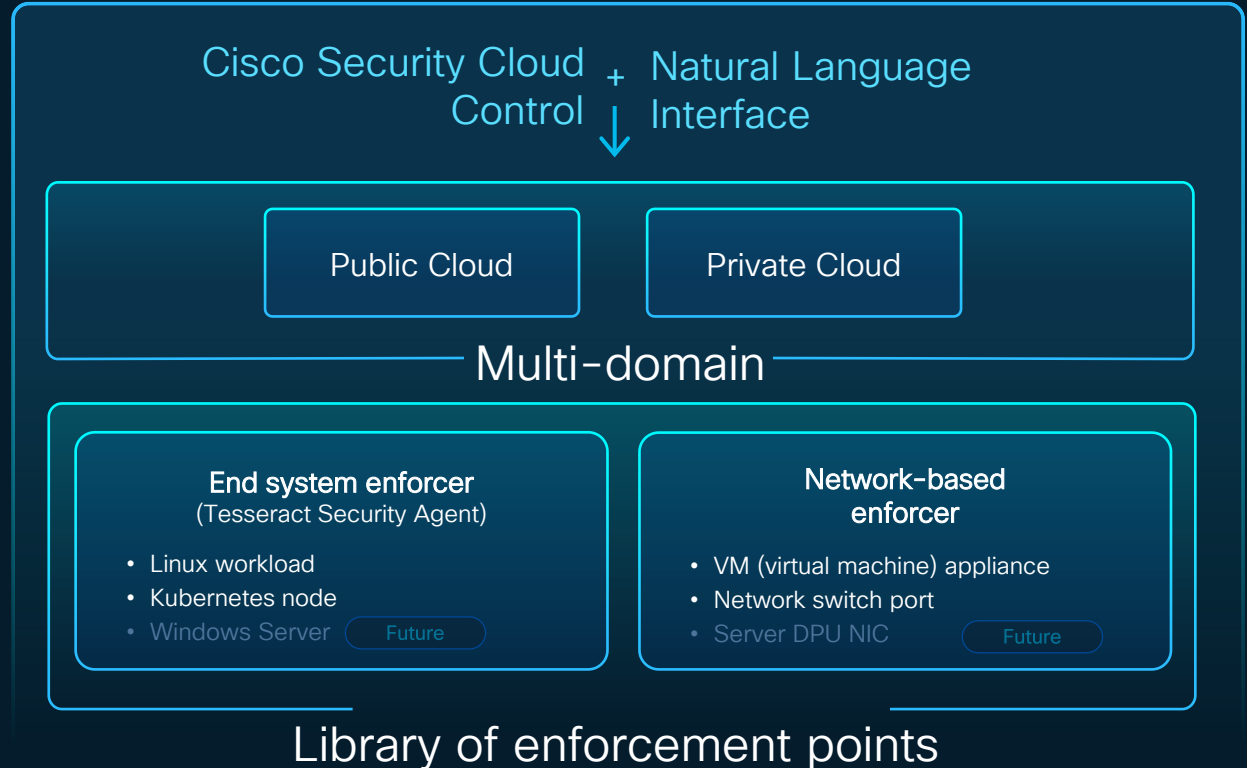 Cisco Security Cloud
Control
+
Natural Language
Interface
Public Cloud
Private Cloud
Multi-domain
End system enforcer
(Tesseract Security Agent)
• Linux workload
• Kubernetes node
• Windows Server Future
Network-based
enforcer
• VM (virtual machine) appliance
• Network switch port
• Server DPU NIC Future
Library of enforcement points